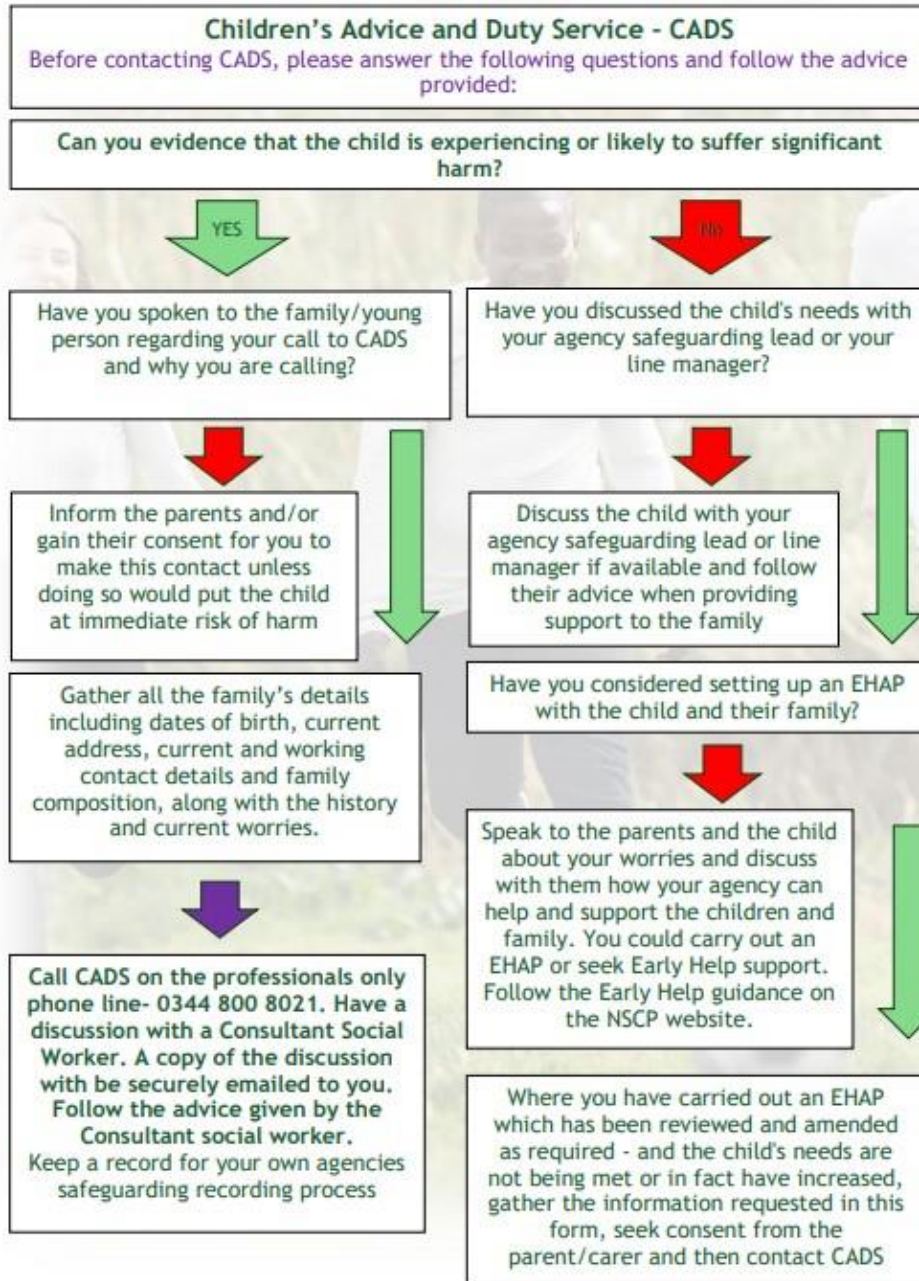 Children's Advice and Duty Service - CADS
Before contacting CADS, please answer the following questions and follow the advice
provided:
Can you evidence that the child is experiencing or likely to suffer significant
harm?
YES
No
Have you spoken to the family/young
person regarding your call to CADS
and why you are calling?
Have you discussed the child's needs with
your agency safeguarding lead or your
line manager?
Inform the parents and/or
gain their consent for you to
make this contact unless
doing so would put the child
at immediate risk of harm
Discuss the child with your
agency safeguarding lead or line
manager if available and follow
their advice when providing
support to the family
Gather all the family's details
including dates of birth, current
address, current and working
contact details and family
composition, along with the history
and current worries.
Have you considered setting up an EHAP
with the child and their family?
Speak to the parents and the child
about your worries and discuss
with them how your agency can
help and support the children and
family. You could carry out an
EHAP or seek Early Help support.
Follow the Early Help guidance on
the NSCP website.
Call CADS on the professionals only
phone line- 0344 800 8021. Have a
discussion with a Consultant Social
Worker. A copy of the discussion
with be securely emailed to you.
Follow the advice given by the
Consultant social worker.
Keep a record for your own agencies
safeguarding recording process
Where you have carried out an EHAP
which has been reviewed and amended
as required - and the child's needs are
not being met or in fact have increased,
gather the information requested in this
form, seek consent from the
parent/carer and then contact CADS